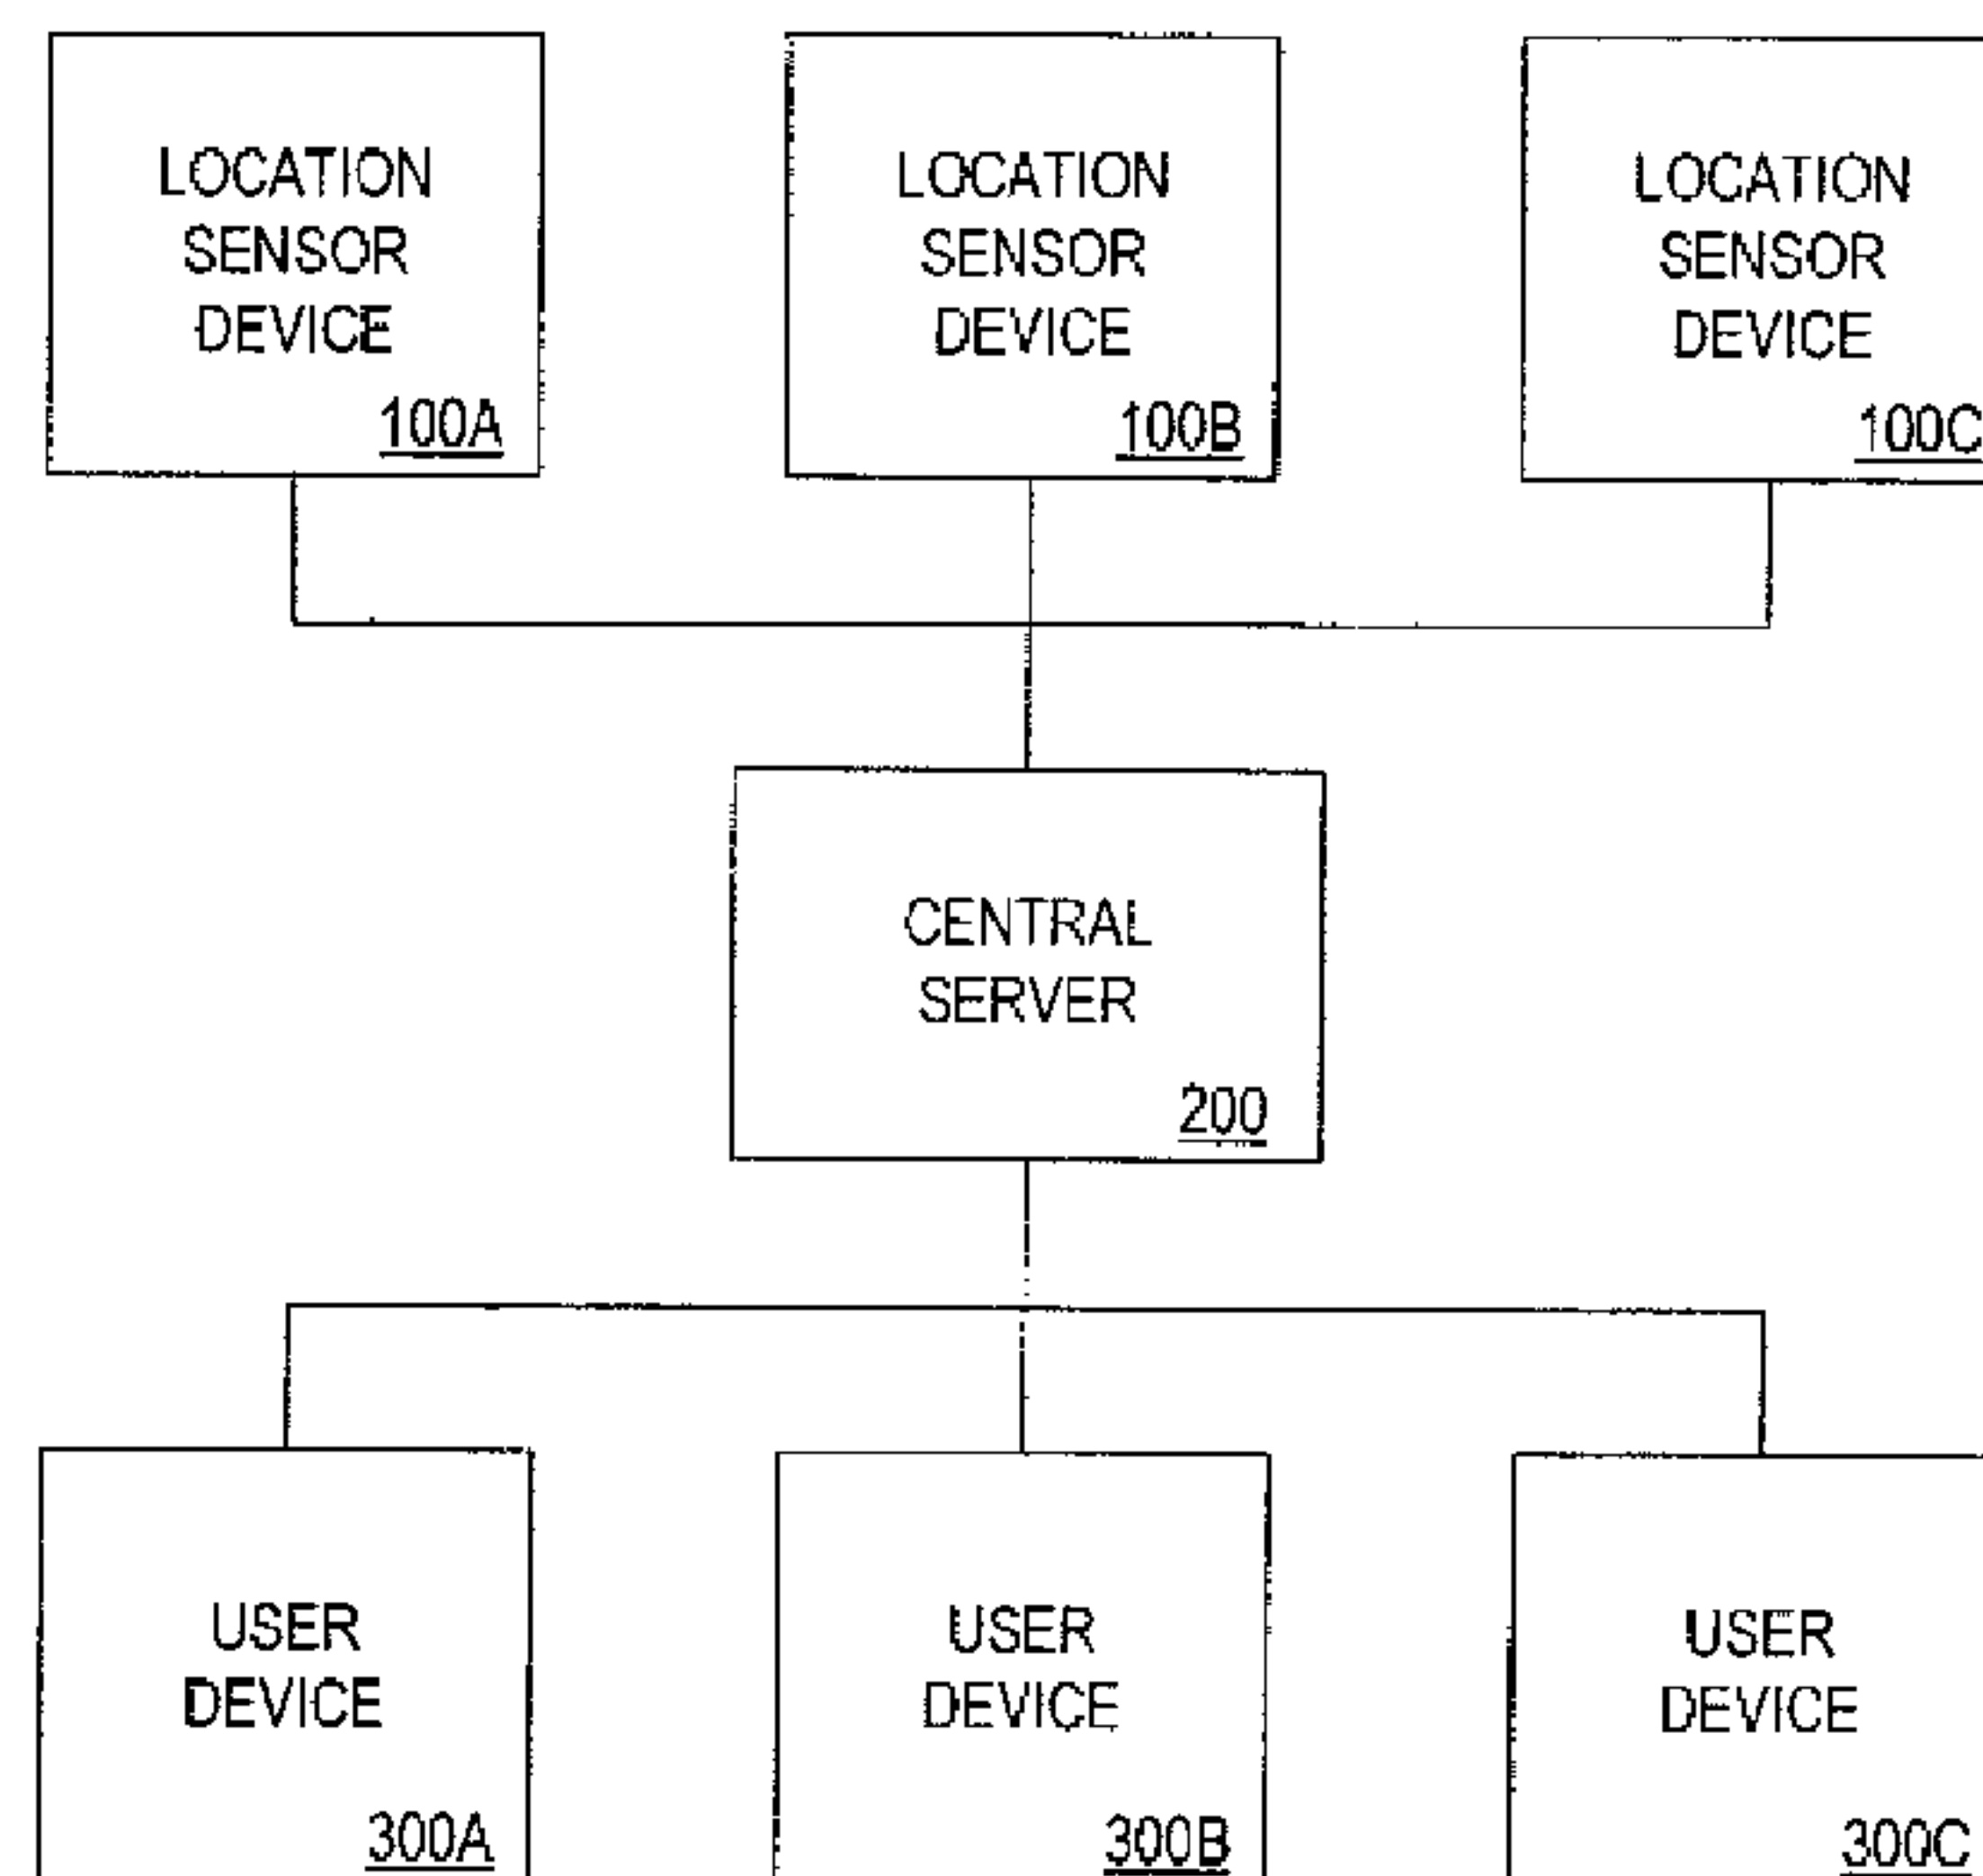 LOCATION
SENSOR
DEVICE
100A
LOCATION
SENSOR
DEVICE
100B
LOCATION
SENSOR
DEVICE
100C
CENTRAL
SERVER
200
USER
DEVICE
300A
USER
DEVICE
300B
USER
DEVICE
300C